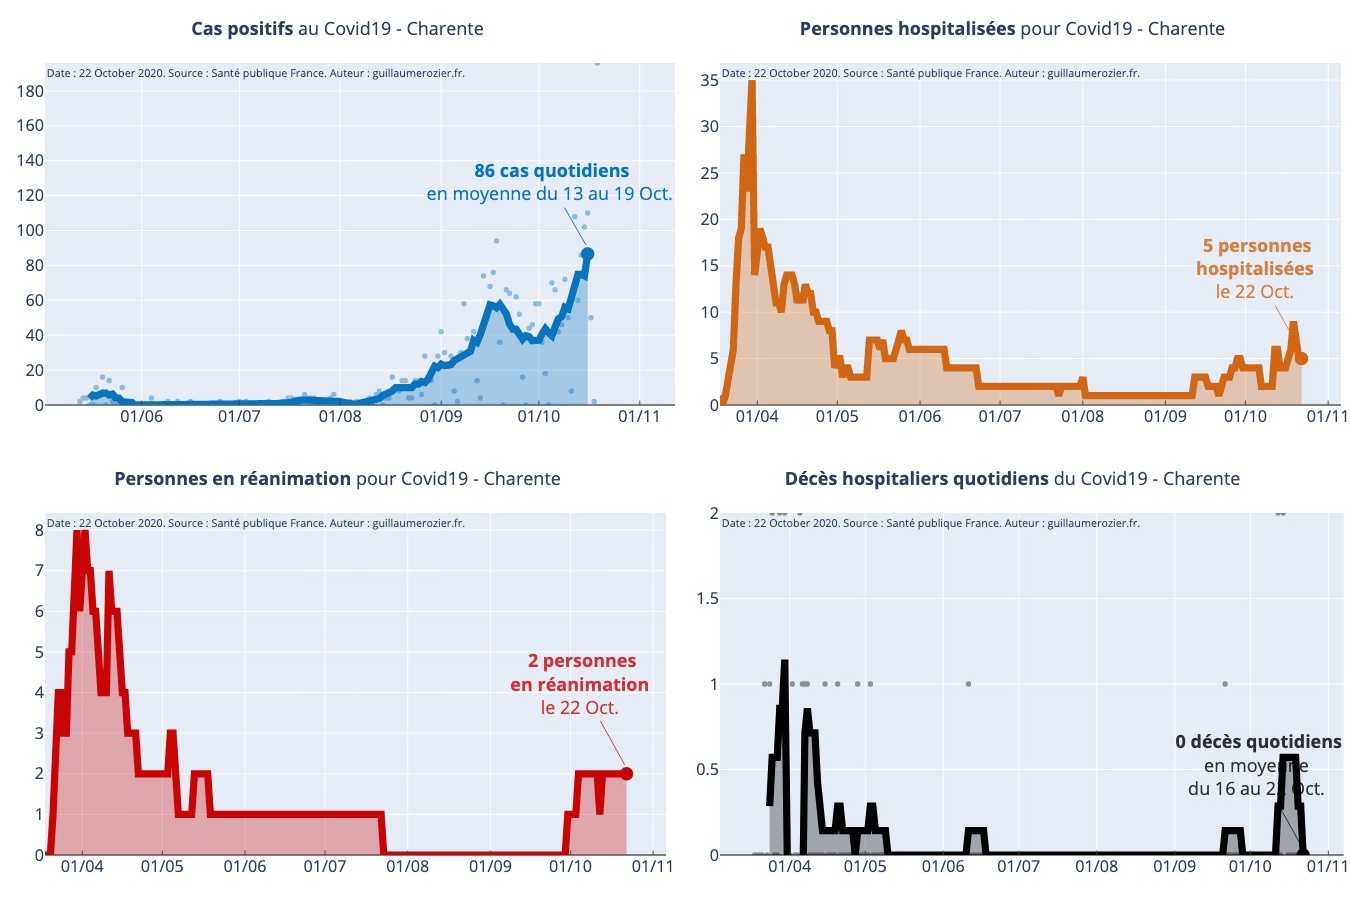 Cas positifs au Covid19 - Charente
Date : 22 October 2020. Source : Santé publique France. Auteur : guillaumerozier.fr.
180
160
140
120
100
80
60
40
20
0
86 cas quotidiens
en moyenne du 13 au 19 Oct.
01/06 01/07 01/08 01/09 01/10 01/11
Personnes hospitalisées pour Covid19 - Charente
Date : 22 October 2020. Source : Santé publique France. Auteur : guillaumerozier.fr.
35
30
25
20
15
10
5
0
5 personnes
hospitalisées
le 22 Oct.
01/04 01/05 01/06 01/07 01/08 01/09 01/10 01/11
Personnes en réanimation pour Covid19 - Charente
Date : 22 October 2020. Source : Santé publique France. Auteur : guillaumerozier.fr.
8
7
6
5
4
3
2
1
0
2 personnes
en réanimation
le 22 Oct.
01/04 01/05 01/06 01/07 01/08 01/09 01/10 01/11
Décès hospitaliers quotidiens du Covid19 - Charente
Date : 22 October 2020. Source : Santé publique France. Auteur : guillaumerozier.fr.
2
1.5
1
0.5
0
0 décès quotidiens
en moyenne
du 16 au 22 Oct.
01/04 01/05 01/06 01/07 01/08 01/09 01/10 01/11